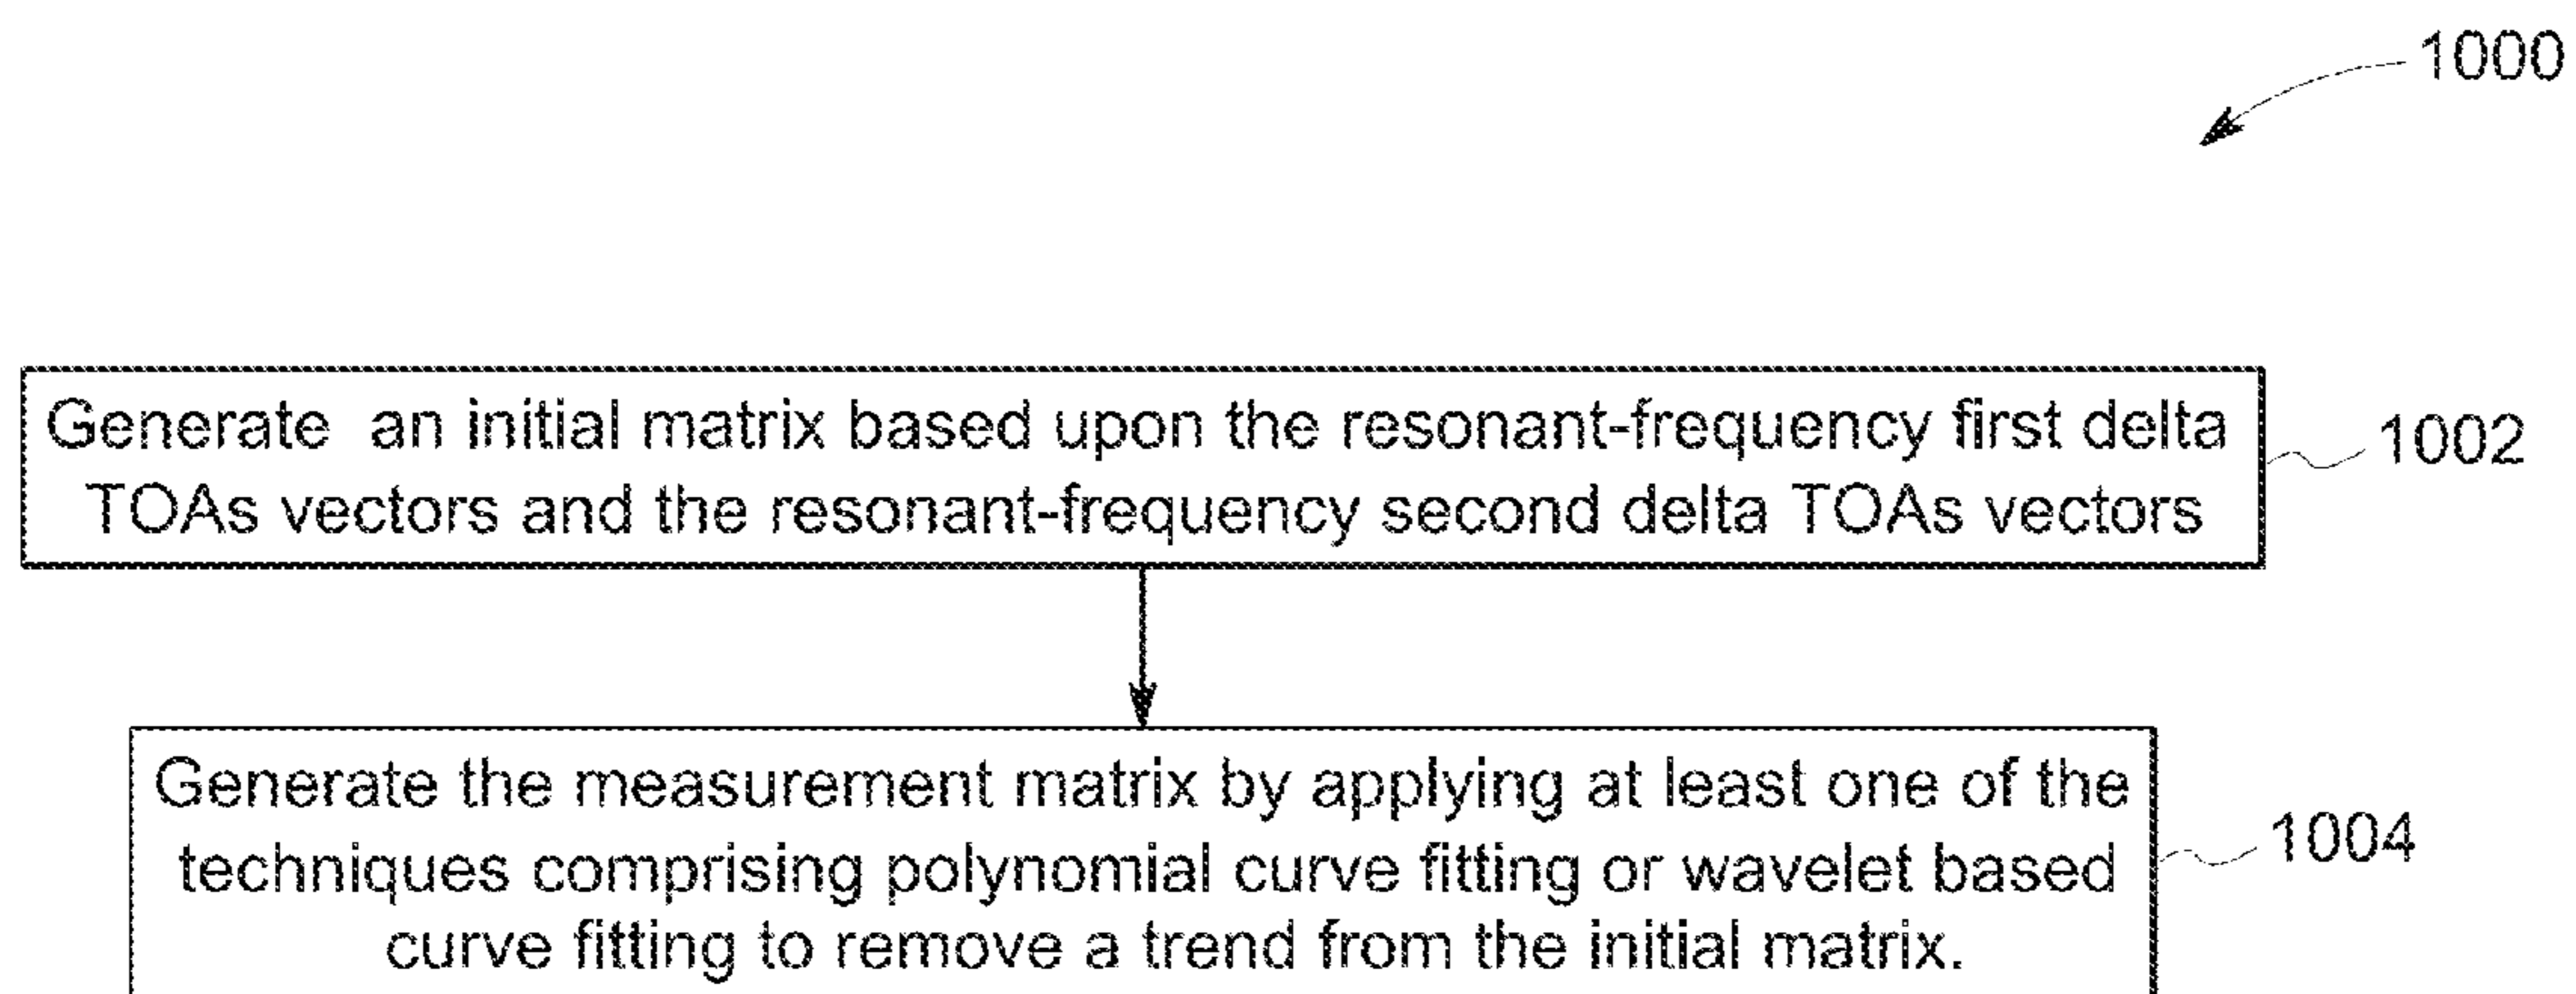 1000
Generate an initial matrix based upon the resonant-frequency first delta
TOAs vectors and the resonant-frequency second delta TOAs vectors
1002
Generate the measurement matrix by applying at least one of the
techniques comprising polynomial curve fitting or wavelet based
curve fitting to remove a trend from the initial matrix.
1004